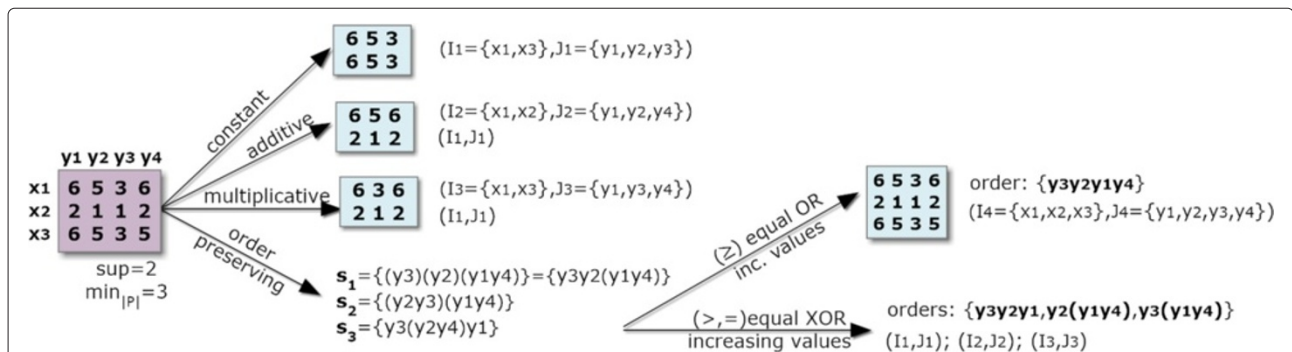 y1 y2 y3 y4
x1 6 5 3 6
x2 2 1 1 2
x3 6 5 3 5
sup=2
min|P|=3
constant
6 5 3
6 5 3
(I1={x1,x3},J1={y1,y2,y3})
additive
6 5 6
2 1 2
(I2={x1,x2},J2={y1,y2,y4})
(I1,J1)
multiplicative
6 3 6
2 1 2
(I3={x1,x3},J3={y1,y3,y4})
(I1,J1)
order
preserving
s1={(y3)(y2)(y1y4)}={y3y2(y1y4)}
s2={(y2y3)(y1y4)}
s3={y3(y2y4)y1}
(≥) equal OR
inc. values
6 5 3 6
2 1 1 2
6 5 3 5
order: {y3y2y1y4}
(I4={x1,x2,x3},J4={y1,y2,y3,y4})
(>,=)equal XOR
increasing values
orders: {y3y2y1,y2(y1y4),y3(y1y4)}
(I1,J1); (I2,J2); (I3,J3)